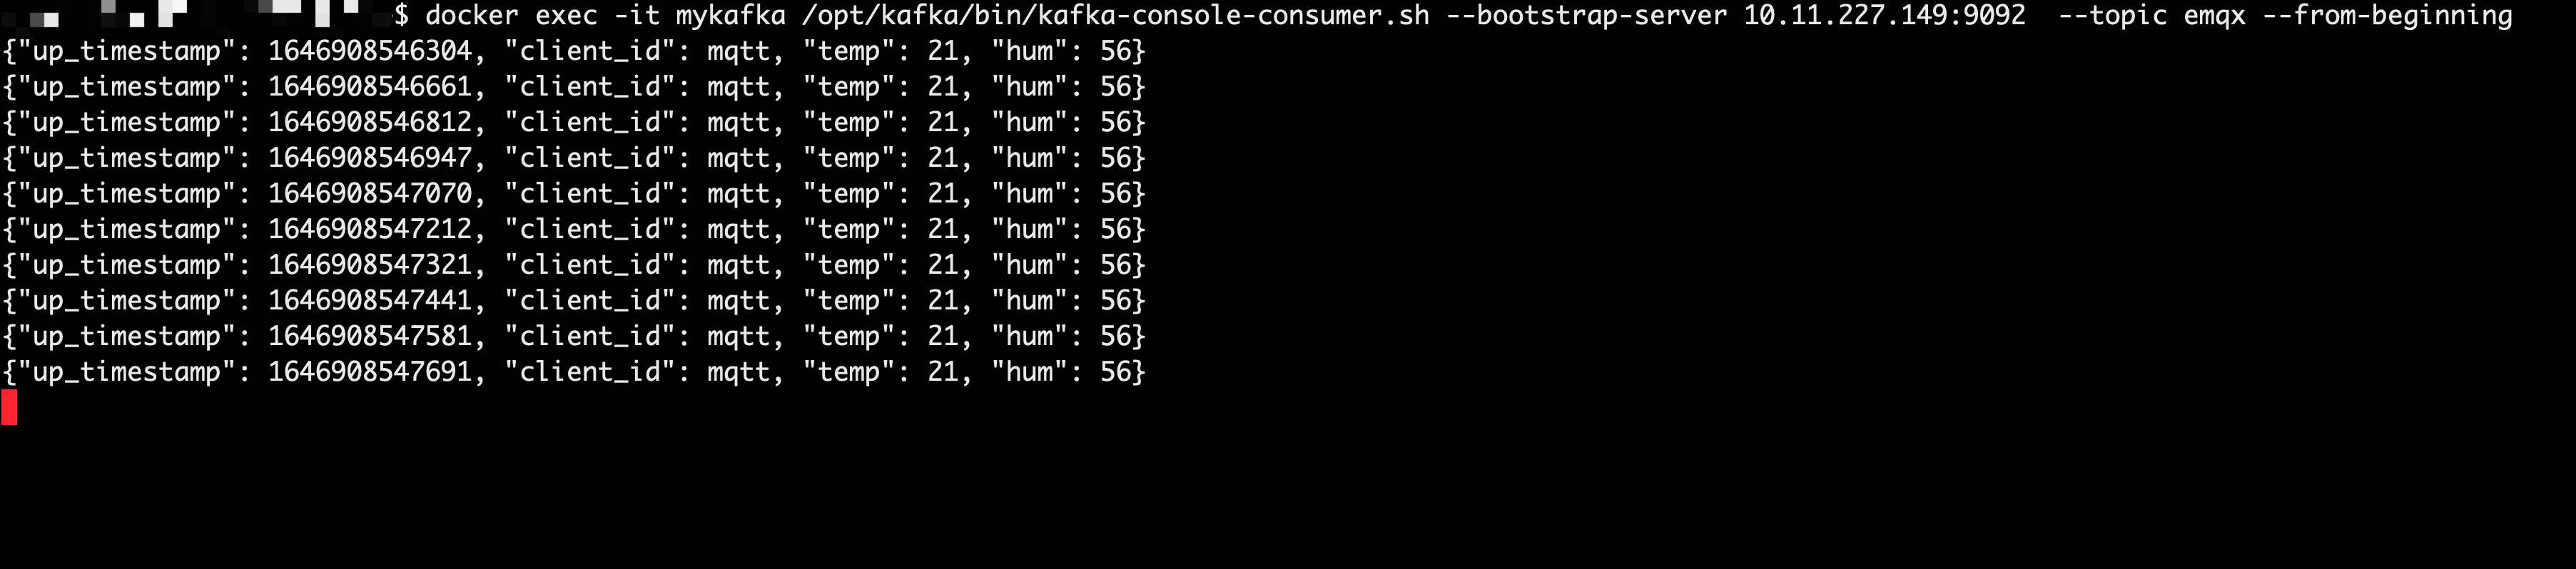 $ docker exec -it mykafka /opt/kafka/bin/kafka-console-consumer.sh --bootstrap-server 10.11.227.149:9092  --topic emqx --from-beginning
{"up_timestamp": 1646908546304, "client_id": mqtt, "temp": 21, "hum": 56}
{"up_timestamp": 1646908546661, "client_id": mqtt, "temp": 21, "hum": 56}
{"up_timestamp": 1646908546812, "client_id": mqtt, "temp": 21, "hum": 56}
{"up_timestamp": 1646908546947, "client_id": mqtt, "temp": 21, "hum": 56}
{"up_timestamp": 1646908547070, "client_id": mqtt, "temp": 21, "hum": 56}
{"up_timestamp": 1646908547212, "client_id": mqtt, "temp": 21, "hum": 56}
{"up_timestamp": 1646908547321, "client_id": mqtt, "temp": 21, "hum": 56}
{"up_timestamp": 1646908547441, "client_id": mqtt, "temp": 21, "hum": 56}
{"up_timestamp": 1646908547581, "client_id": mqtt, "temp": 21, "hum": 56}
{"up_timestamp": 1646908547691, "client_id": mqtt, "temp": 21, "hum": 56}